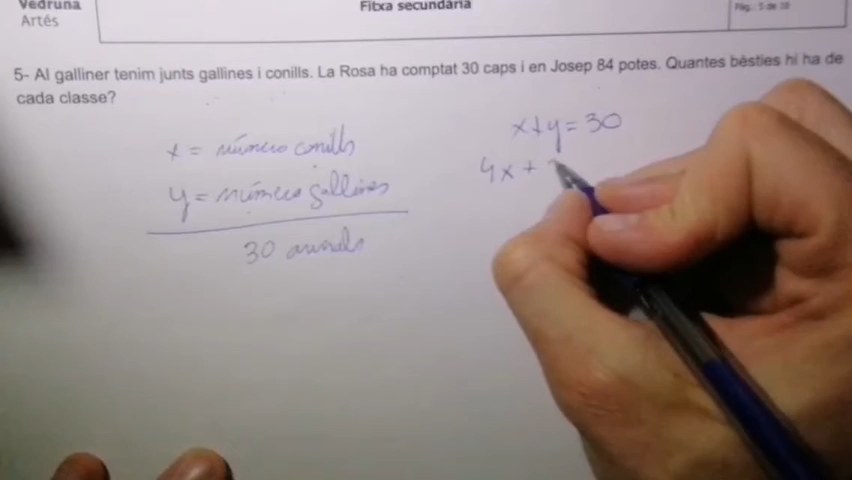 Vedruna
Artés
Fitxa secundària
Pàg.: 5 de 10
5- Al galliner tenim junts gallines i conills. La Rosa ha comptat 30 caps i en Josep 84 potes. Quantes bèsties hi ha de
cada classe?
x = número conills
y = número gallines
30 animals
x+y=30
4x +